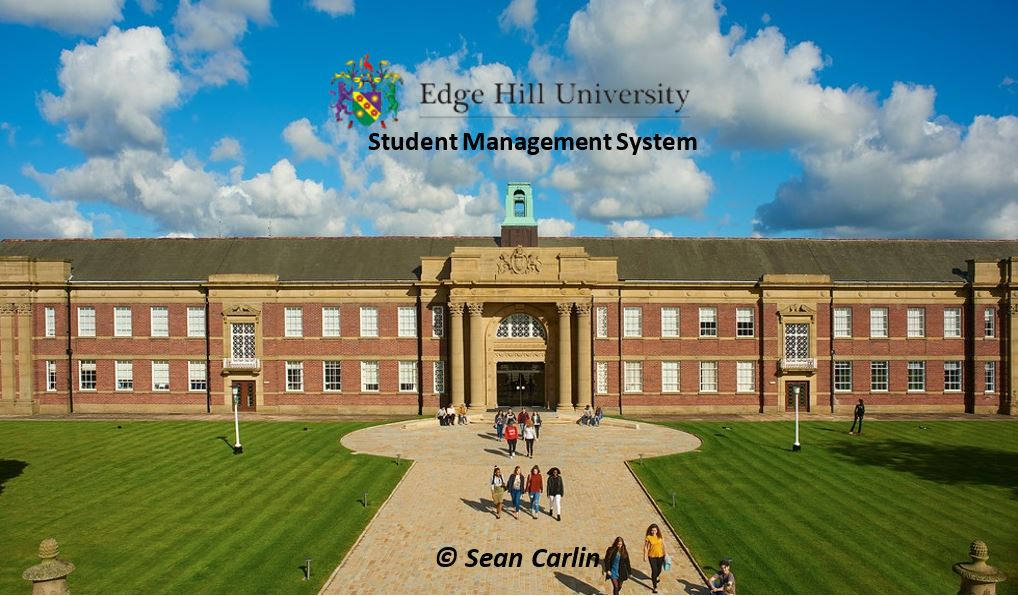 Edge Hill University
Student Management System
© Sean Carlin